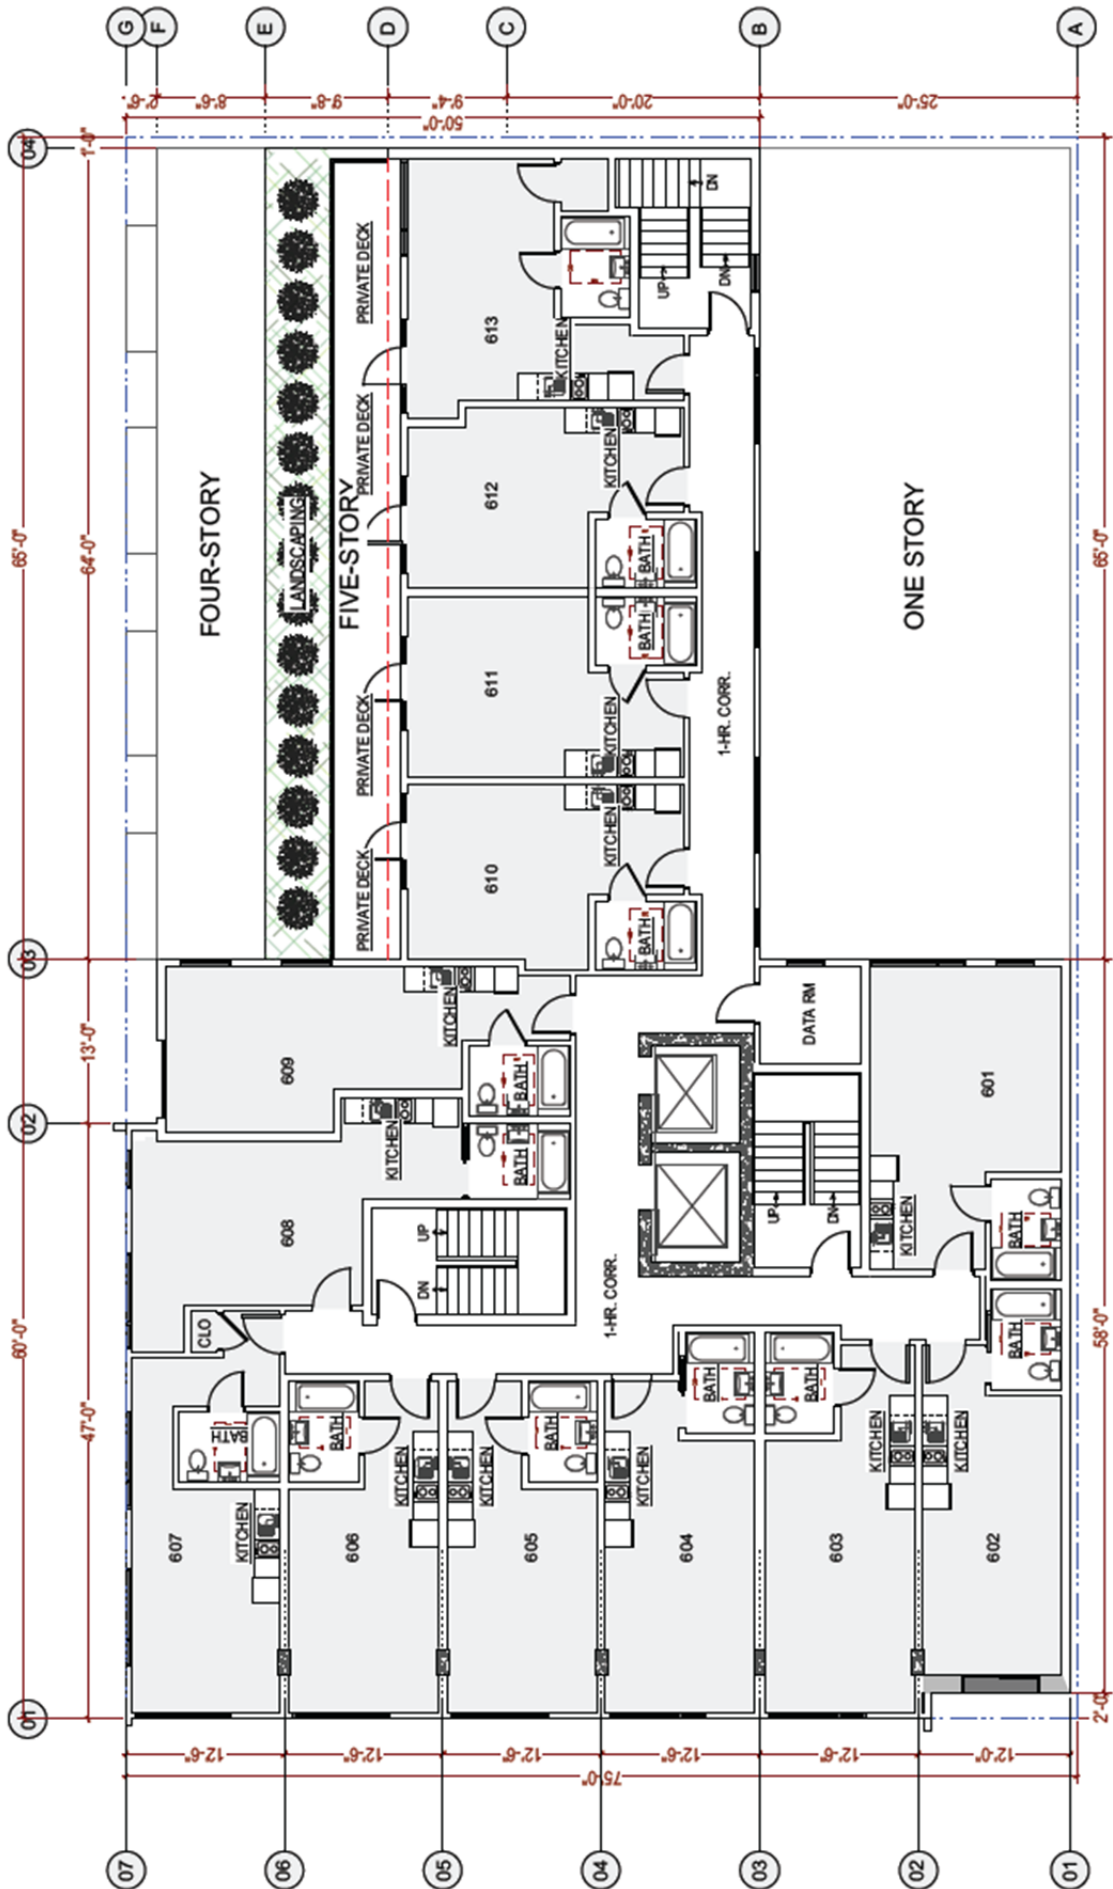 G
F
E
D
C
B
A
2'-6"
8'-6"
9'-8"
9'-4"
20'-0"
25'-0"
50'-0"
04
1'-0"
65'-0"
64'-0"
65'-0"
FOUR-STORY
LANDSCAPING
FIVE-STORY
PRIVATE DECK
PRIVATE DECK
PRIVATE DECK
PRIVATE DECK
613
KITCHEN
UP
DN
DN
612
KITCHEN
BATH
611
KITCHEN
BATH
610
KITCHEN
BATH
1-HR. CORR.
ONE STORY
03
13'-0"
02
609
KITCHEN
BATH
608
KITCHEN
BATH
UP
DN
CLO
1-HR. CORR.
DATA RM
UP
DN
601
KITCHEN
BATH
60'-0"
47'-0"
58'-0"
2'-0"
607
KITCHEN
BATH
606
KITCHEN
BATH
605
KITCHEN
BATH
604
KITCHEN
BATH
603
KITCHEN
BATH
602
KITCHEN
BATH
01
12'-6"
12'-6"
12'-6"
12'-6"
12'-6"
12'-0"
75'-0"
07
06
05
04
03
02
01